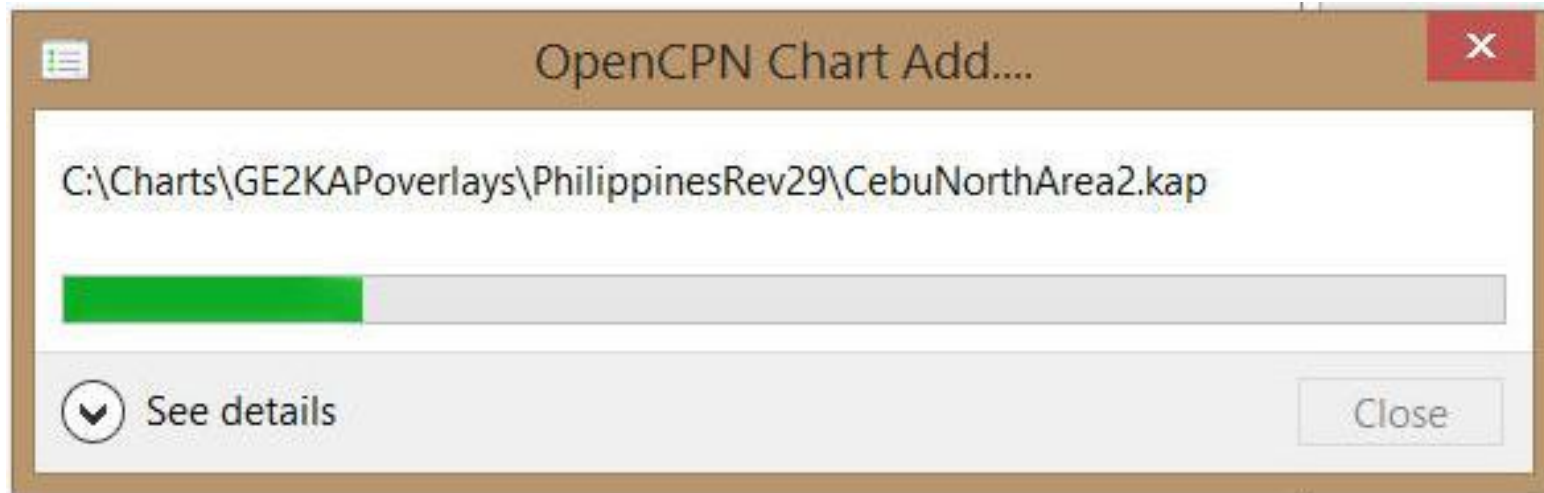 OpenCPN Chart Add....
C:\Charts\GE2KAPoverlays\PhilippinesRev29\CebuNorthArea2.kap
See details
Close